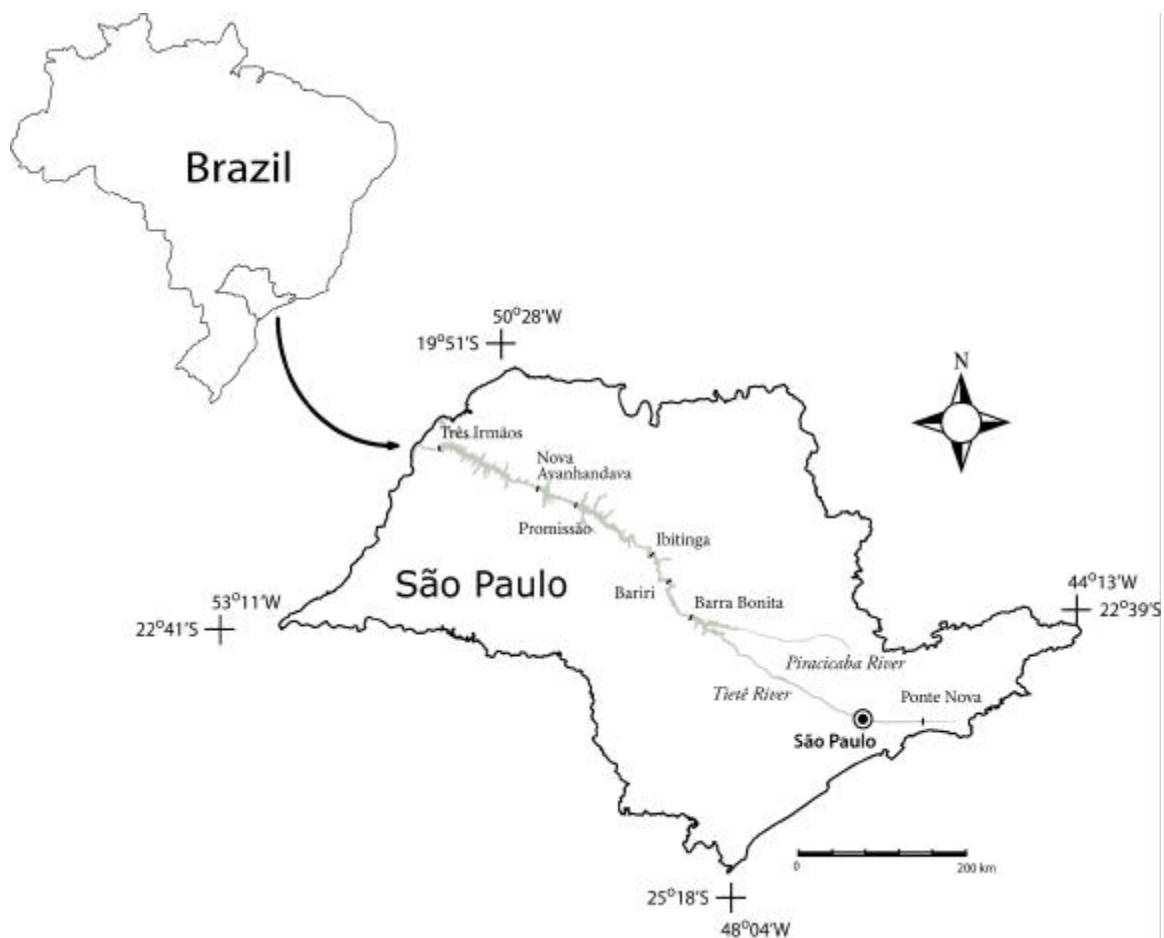 Brazil
50°28'W
19°51'S
N
Três Irmãos
Nova
Avanhandava
Promissão
Ibitinga
São Paulo
53°11'W
22°41'S
Bariri
Barra Bonita
44°13'W
22°39'S
Piracicaba River
Tietê River
Ponte Nova
São Paulo
0
200 km
25°18'S
48°04'W